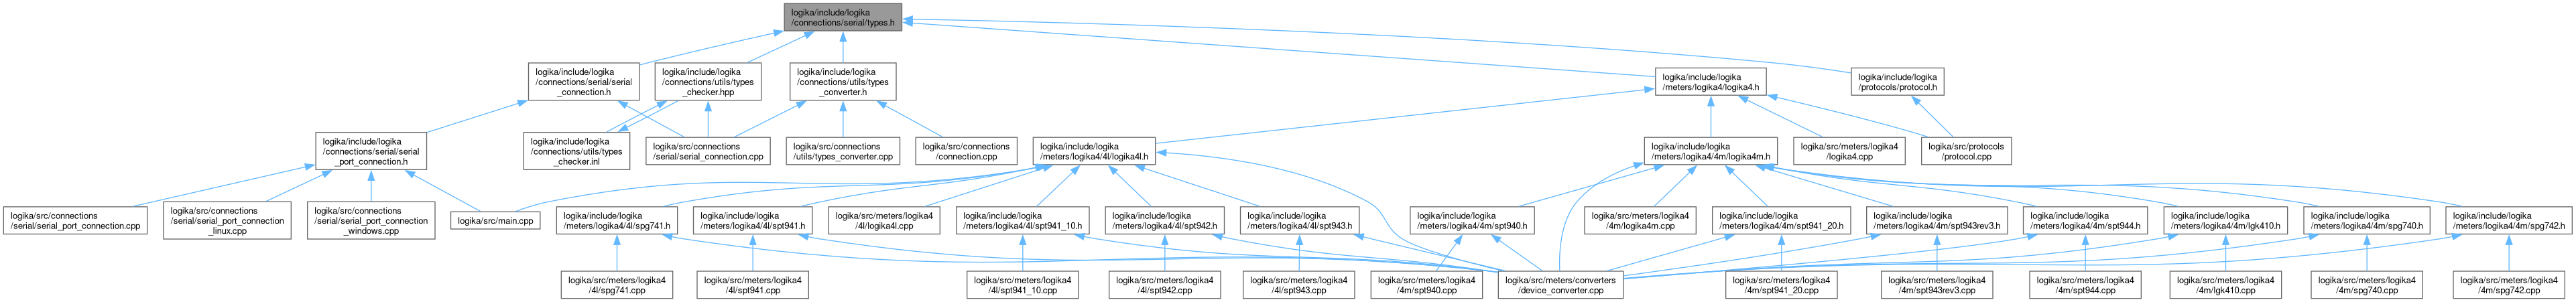 logika/include/logika
/connections/serial/types.h
logika/include/logika
/connections/serial/serial
_connection.h
logika/include/logika
/connections/utils/types
_checker.hpp
logika/include/logika
/connections/utils/types
_converter.h
logika/include/logika
/meters/logika4/logika4.h
logika/include/logika
/protocols/protocol.h
logika/include/logika
/connections/serial/serial
_port_connection.h
logika/include/logika
/connections/utils/types
_checker.inl
logika/src/connections
/serial/serial_connection.cpp
logika/src/connections
/utils/types_converter.cpp
logika/src/connections
/connection.cpp
logika/include/logika
/meters/logika4/4l/logika4l.h
logika/include/logika
/meters/logika4/4m/logika4m.h
logika/src/meters/logika4
/logika4.cpp
logika/src/protocols
/protocol.cpp
logika/src/connections
/serial/serial_port_connection.cpp
logika/src/connections
/serial/serial_port_connection
_linux.cpp
logika/src/connections
/serial/serial_port_connection
_windows.cpp
logika/src/main.cpp
logika/include/logika
/meters/logika4/4l/spg741.h
logika/include/logika
/meters/logika4/4l/spt941.h
logika/src/meters/logika4
/4l/logika4l.cpp
logika/include/logika
/meters/logika4/4l/spt941_10.h
logika/include/logika
/meters/logika4/4l/spt942.h
logika/include/logika
/meters/logika4/4l/spt943.h
logika/include/logika
/meters/logika4/4m/spt940.h
logika/src/meters/logika4
/4m/logika4m.cpp
logika/include/logika
/meters/logika4/4m/spt941_20.h
logika/include/logika
/meters/logika4/4m/spt943rev3.h
logika/include/logika
/meters/logika4/4m/spt944.h
logika/include/logika
/meters/logika4/4m/lgk410.h
logika/include/logika
/meters/logika4/4m/spg740.h
logika/include/logika
/meters/logika4/4m/spg742.h
logika/src/meters/logika4
/4l/spg741.cpp
logika/src/meters/logika4
/4l/spt941.cpp
logika/src/meters/logika4
/4l/spt941_10.cpp
logika/src/meters/logika4
/4l/spt942.cpp
logika/src/meters/logika4
/4l/spt943.cpp
logika/src/meters/logika4
/4m/spt940.cpp
logika/src/meters/converters
/device_converter.cpp
logika/src/meters/logika4
/4m/spt941_20.cpp
logika/src/meters/logika4
/4m/spt943rev3.cpp
logika/src/meters/logika4
/4m/spt944.cpp
logika/src/meters/logika4
/4m/lgk410.cpp
logika/src/meters/logika4
/4m/spg740.cpp
logika/src/meters/logika4
/4m/spg742.cpp